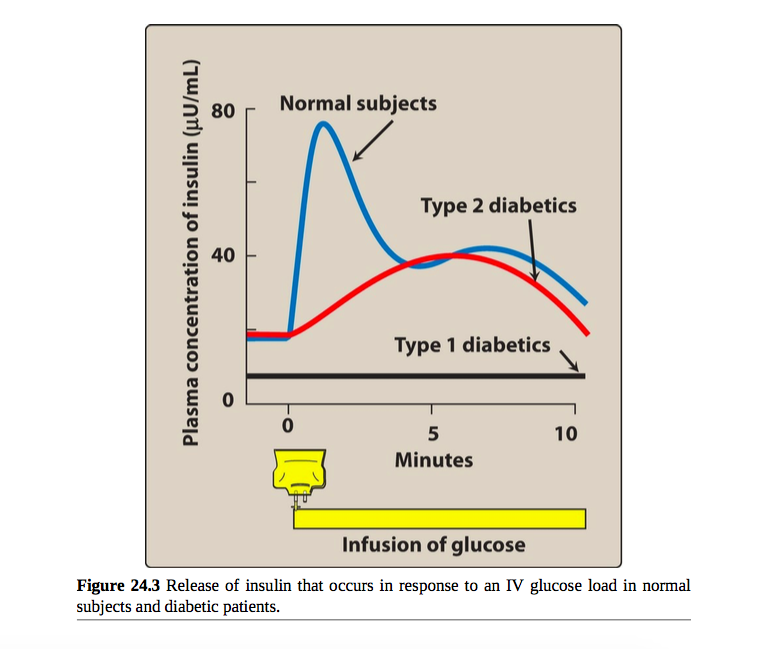 Plasma concentration of insulin (μU/mL)
80
Normal subjects
Type 2 diabetics
40
Type 1 diabetics
0
0
5
10
Minutes
Infusion of glucose
Figure 24.3 Release of insulin that occurs in response to an IV glucose load in normal
subjects and diabetic patients.